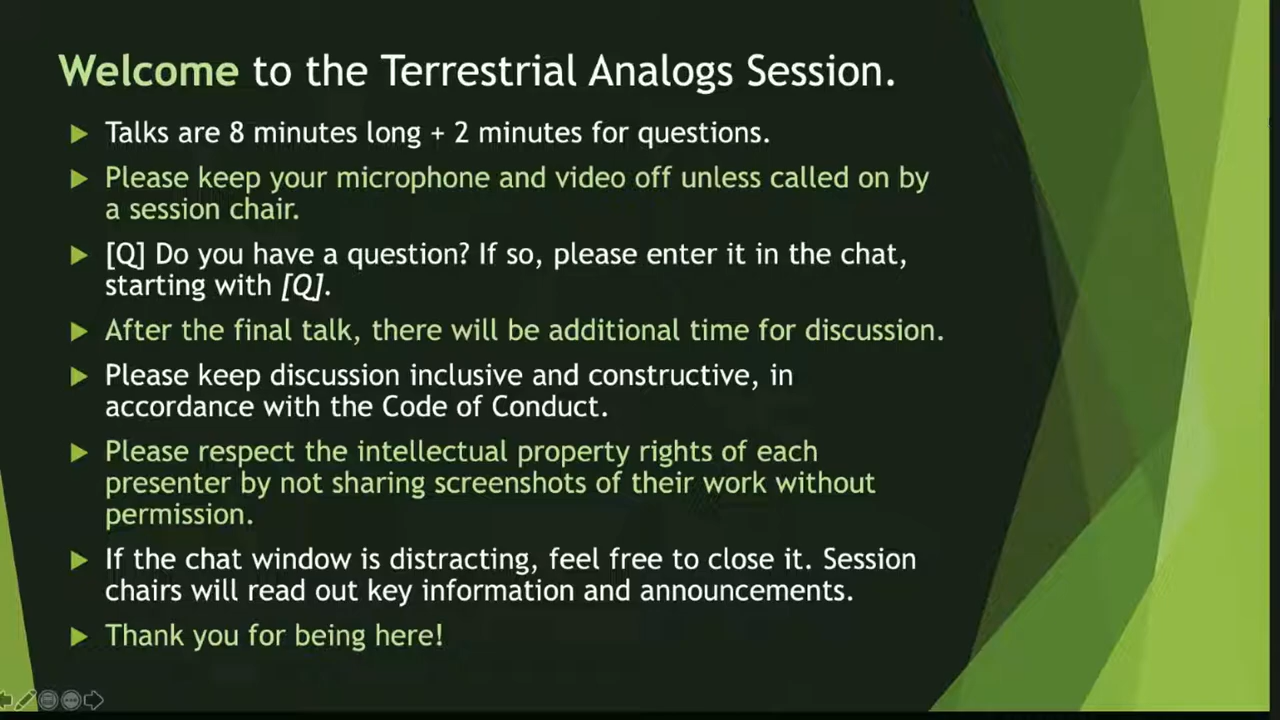 Welcome to the Terrestrial Analogs Session.
Talks are 8 minutes long + 2 minutes for questions.
Please keep your microphone and video off unless called on by
a session chair.
[Q] Do you have a question? If so, please enter it in the chat,
starting with [Q].
After the final talk, there will be additional time for discussion.
Please keep discussion inclusive and constructive, in
accordance with the Code of Conduct.
Please respect the intellectual property rights of each
presenter by not sharing screenshots of their work without
permission.
If the chat window is distracting, feel free to close it. Session
chairs will read out key information and announcements.
Thank you for being here!